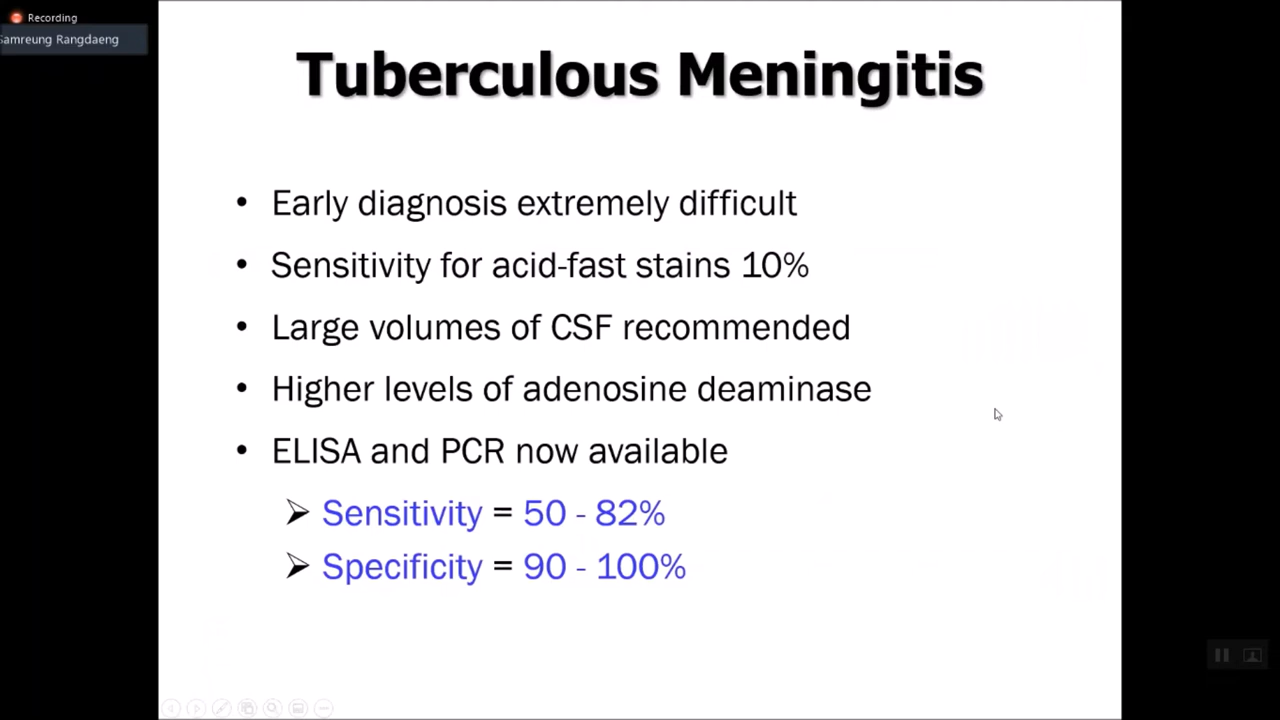 Recording
Samreung Rangdaeng
Tuberculous Meningitis
• Early diagnosis extremely difficult
• Sensitivity for acid-fast stains 10%
• Large volumes of CSF recommended
• Higher levels of adenosine deaminase
• ELISA and PCR now available
➢ Sensitivity = 50 - 82%
➢ Specificity = 90 - 100%